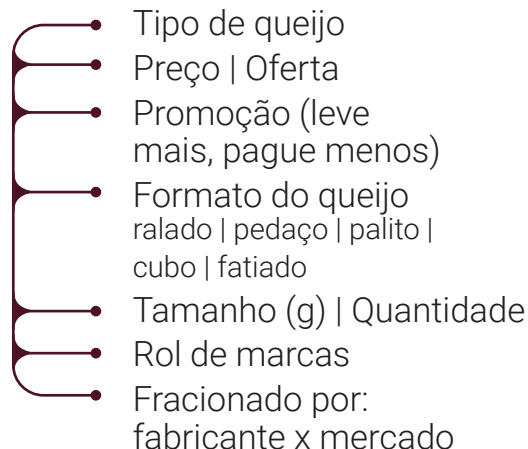 Tipo de queijo
Preço | Oferta
Promoção (leve
mais, pague menos)
Formato do queijo
ralado | pedaço | palito |
cubo | fatiado
Tamanho (g) | Quantidade
Rol de marcas
Fracionado por:
fabricante x mercado